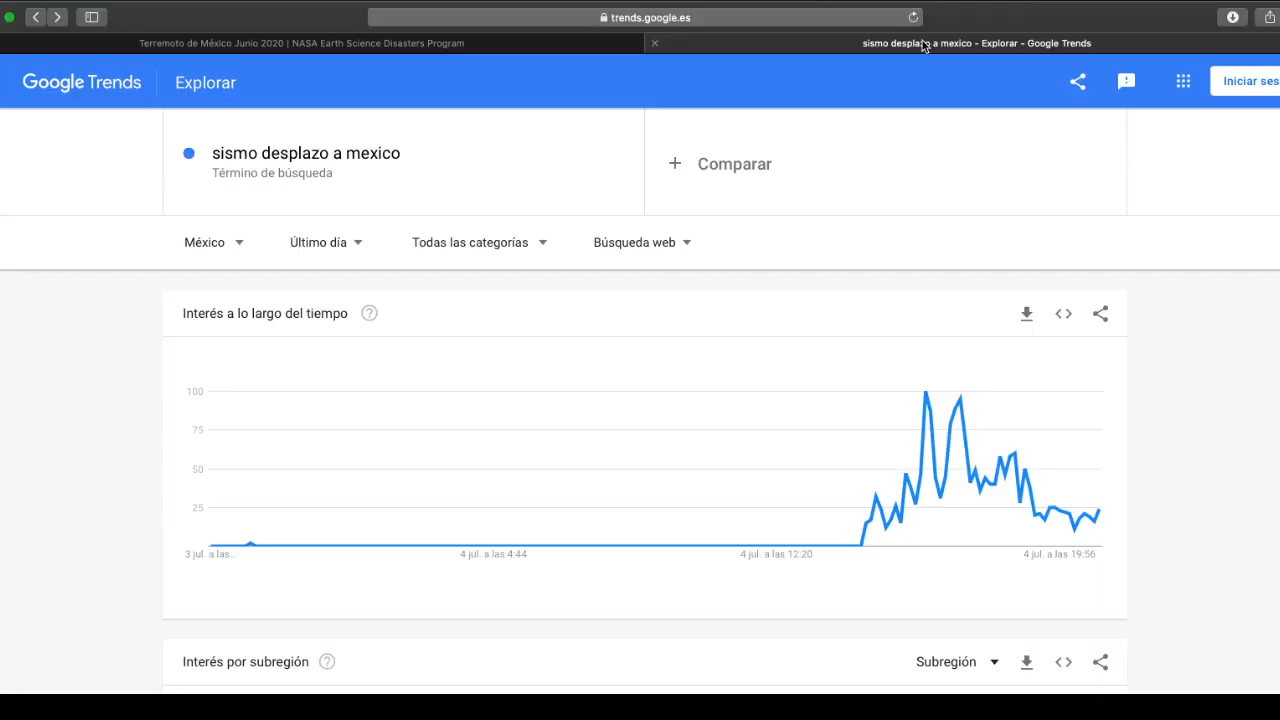 trends.google.es
Terremoto de México Junio 2020 | NASA Earth Science Disasters Program
sismo desplazo a mexico - Explorar - Google Trends
Google Trends
Explorar
Iniciar ses
sismo desplazo a mexico
Término de búsqueda
+ Comparar
México
Último día
Todas las categorías
Búsqueda web
Interés a lo largo del tiempo
100
75
50
25
3 jul. a las...
4 jul. a las 4:44
4 jul. a las 12:20
4 jul. a las 19:56
Interés por subregión
Subregión